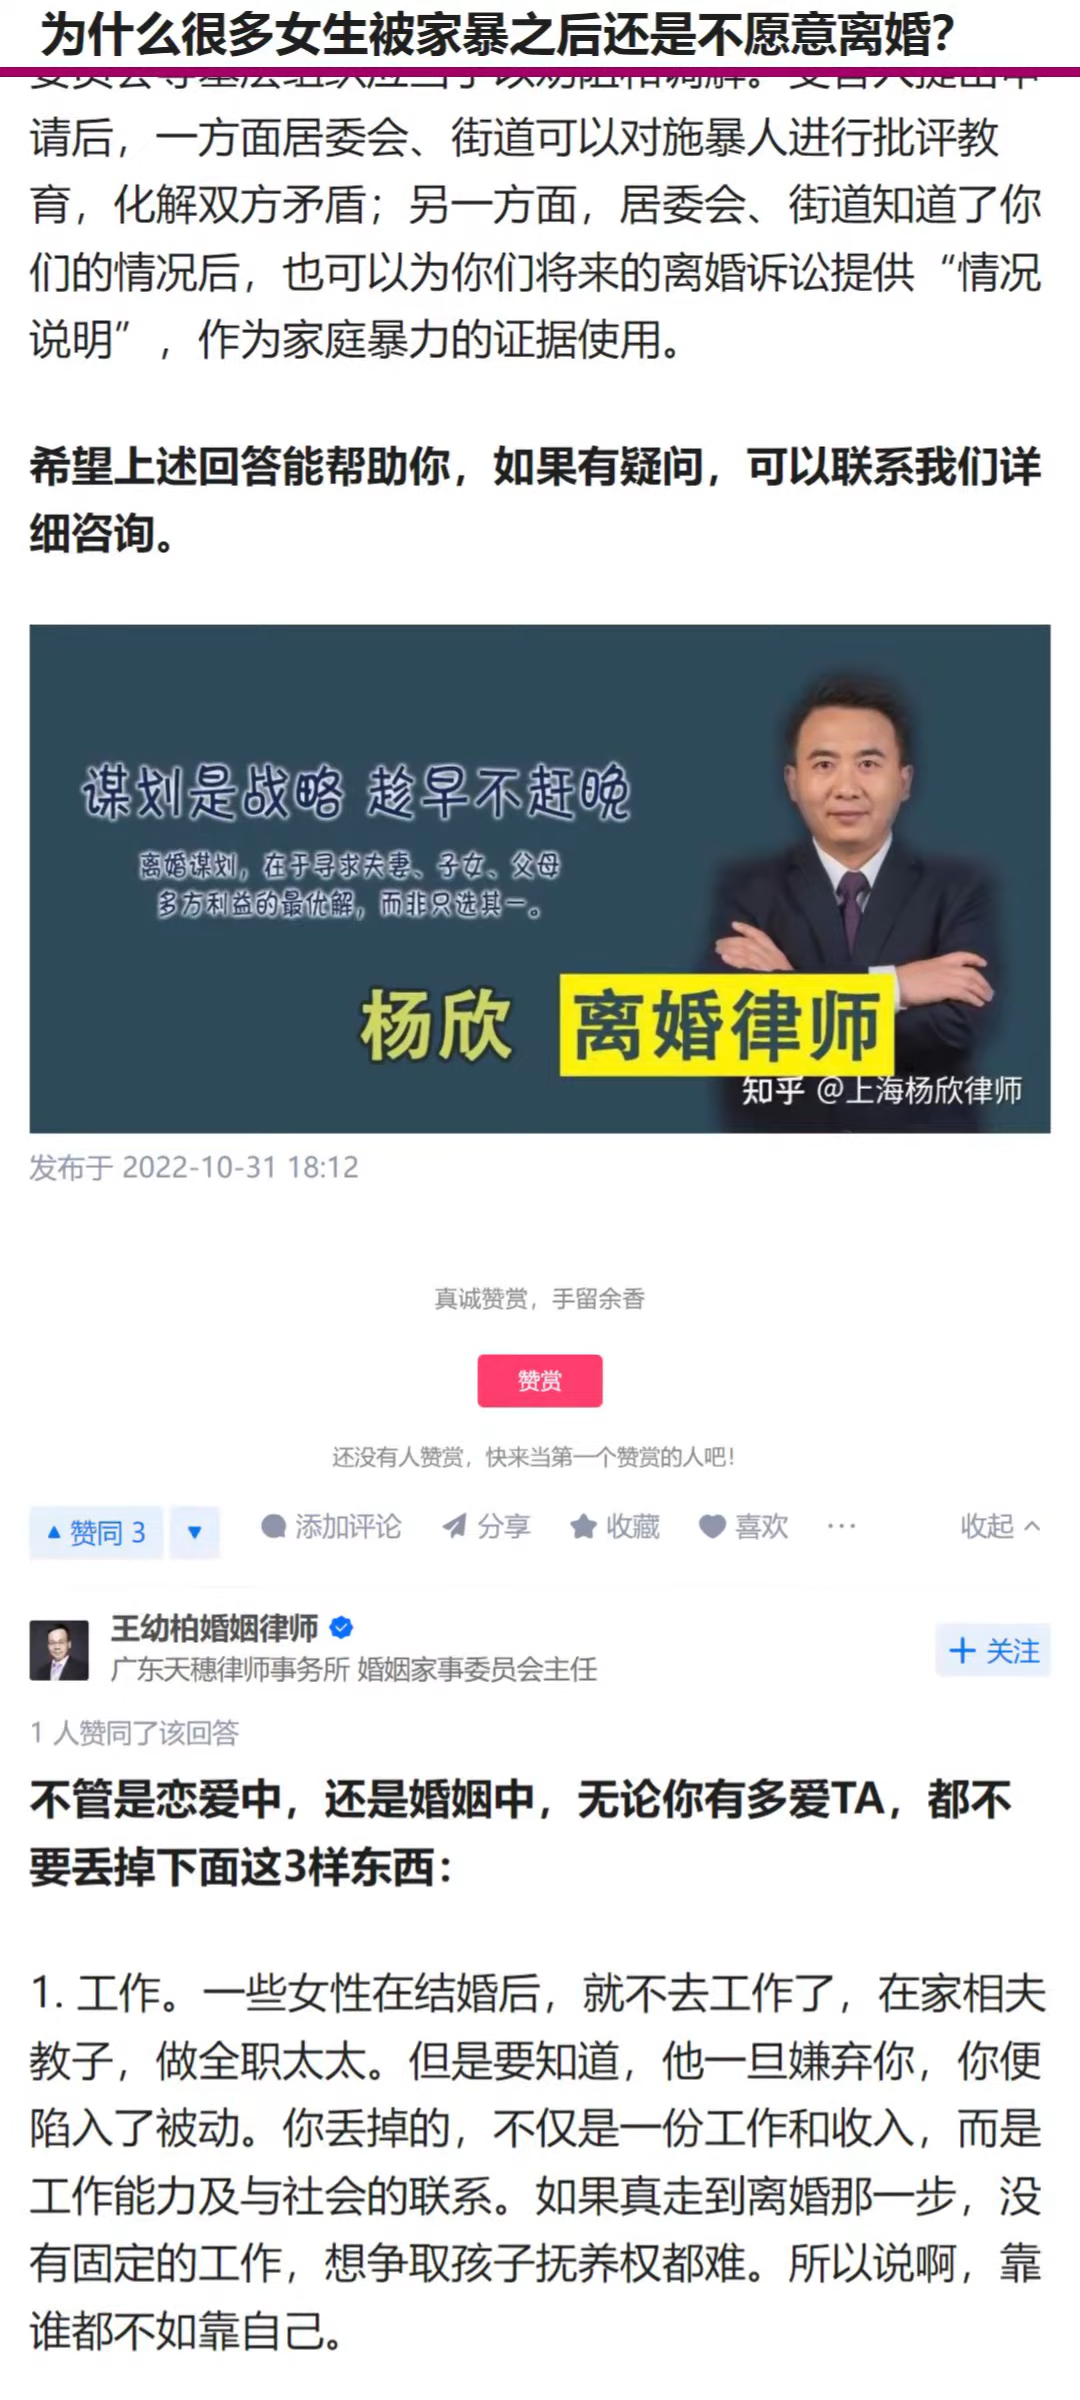 为什么很多女生被家暴之后还是不愿意离婚?
请后，一方面居委会、街道可以对施暴人进行批评教
育，化解双方矛盾；另一方面，居委会、街道知道了你
们的情况后，也可以为你们将来的离婚诉讼提供“情况
说明”，作为家庭暴力的证据使用。
希望上述回答能帮助你，如果有疑问，可以联系我们详
细咨询。
谋划是战略 趁早不赶晚
离婚谋划，在于寻求夫妻、子女、父母
多方利益的最优解，而非只选其一。
杨欣 离婚律师
知乎 @上海杨欣律师
发布于 2022-10-31 18:12
真诚赞赏，手留余香
赞赏
还没有人赞赏，快来当第一个赞赏的人吧！
赞同 3 添加评论 分享 收藏 喜欢 ··· 收起
王幼柏婚姻律师
广东天穗律师事务所 婚姻家事委员会主任
+ 关注
1 人赞同了该回答
不管是恋爱中，还是婚姻中，无论你有多爱TA，都不
要丢掉下面这3样东西：
1. 工作。一些女性在结婚后，就不去工作了，在家相夫
教子，做全职太太。但是要知道，他一旦嫌弃你，你便
陷入了被动。你丢掉的，不仅是一份工作和收入，而是
工作能力及与社会的联系。如果真走到离婚那一步，没
有固定的工作，想争取孩子抚养权都难。所以说啊，靠
谁都不如靠自己。